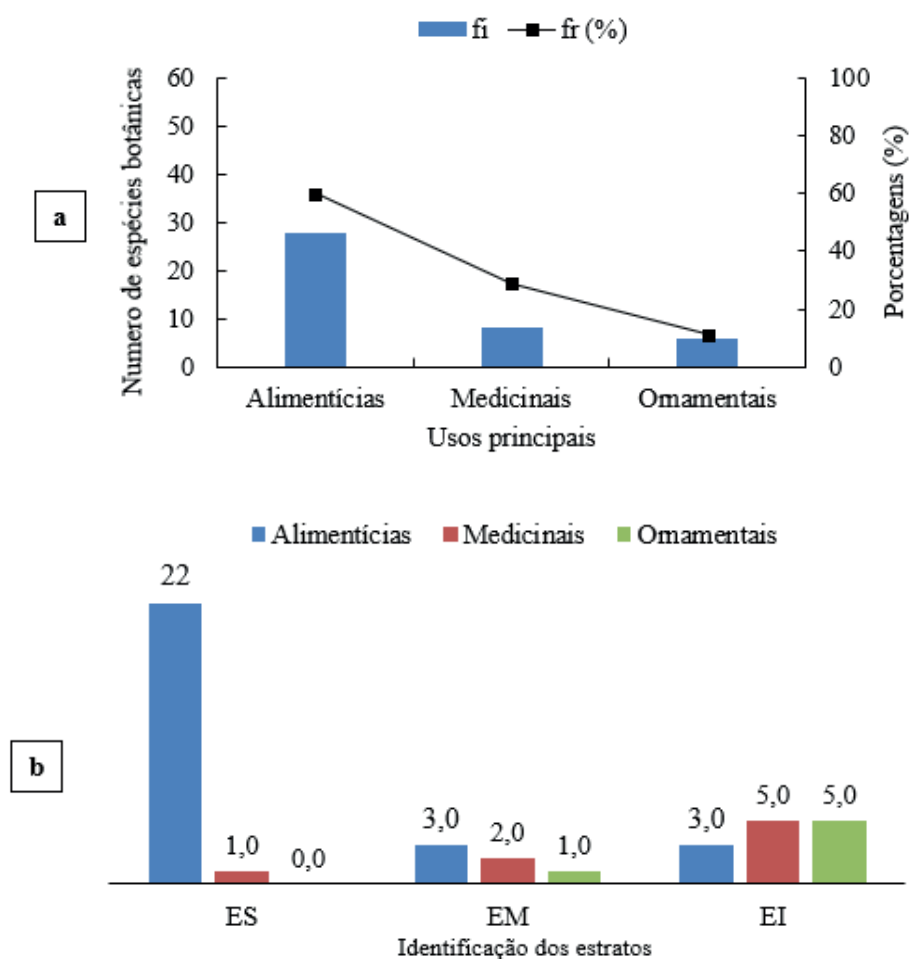 fi fr (%)
Numero de espécies botânicas
60
50
40
30
20
10
0
100
80
60
40
20
0
Porcentagens (%)
a
Alimentícias Medicinais Ornamentais
Usos principais
Alimentícias Medicinais Ornamentais
22
b
1,0 0,0 3,0 2,0 1,0 3,0 5,0 5,0
ES EM EI
Identificação dos estratos